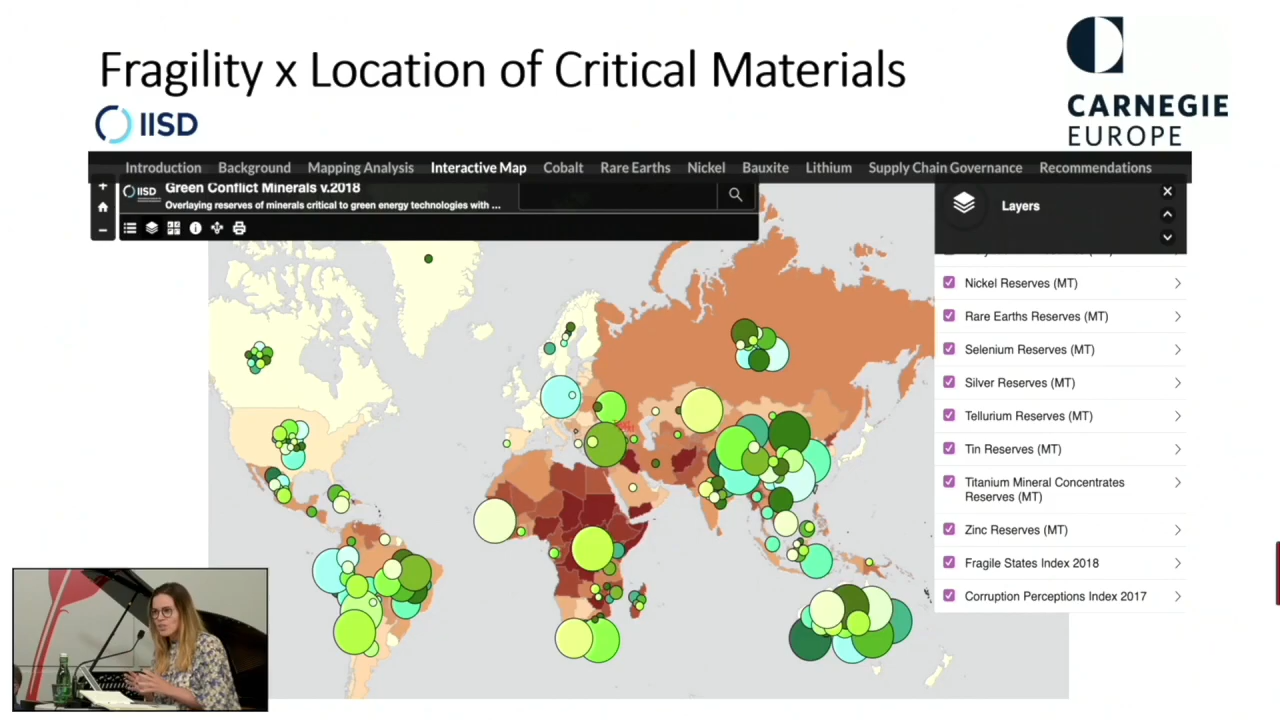 Fragility x Location of Critical Materials
CARNEGIE
EUROPE
IISD
Introduction Background Mapping Analysis Interactive Map Cobalt Rare Earths Nickel Bauxite Lithium Supply Chain Governance Recommendations
IISD
Green Conflict Minerals v.2018
Overlaying reserves of minerals critical to green energy technologies with ...
Layers
Nickel Reserves (MT)
Rare Earths Reserves (MT)
Selenium Reserves (MT)
Silver Reserves (MT)
Tellurium Reserves (MT)
Tin Reserves (MT)
Titanium Mineral Concentrates
Reserves (MT)
Zinc Reserves (MT)
Fragile States Index 2018
Corruption Perceptions Index 2017